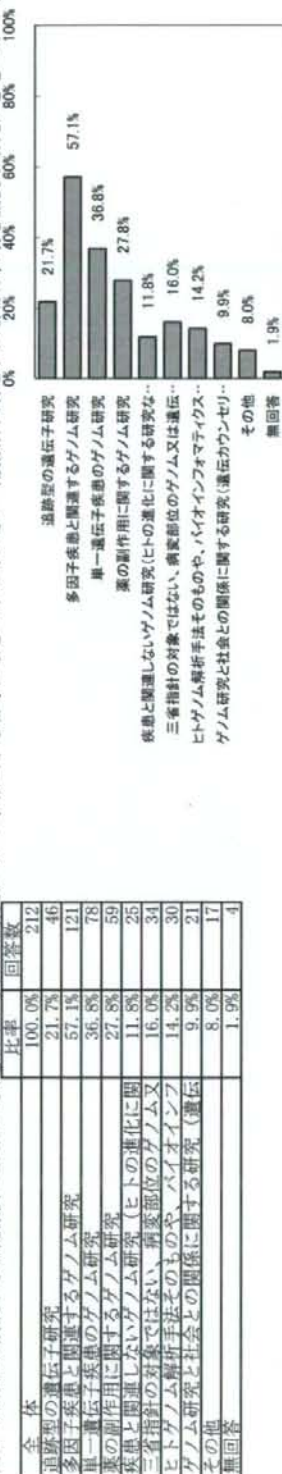 比率 回答数
全 体 100.0% 212
追跡型の遺伝子研究 21.7% 46
多因子疾患と関連するゲノム研究 57.1% 121
単一遺伝子疾患のゲノム研究 36.8% 78
薬の副作用に関するゲノム研究 27.8% 59
疾患と関連しないゲノム研究（ヒトの進化に関 11.8% 25
三省指針の対象ではない、病変部位のゲノム又 16.0% 34
ヒトゲノム解析手法そのものや、バイオインフ 14.2% 30
ゲノム研究と社会との関係に関する研究（遺伝 9.9% 21
その他 8.0% 17
無回答 1.9% 4
0% 20% 40% 60% 80% 100%
追跡型の遺伝子研究 21.7%
多因子疾患と関連するゲノム研究 57.1%
単一遺伝子疾患のゲノム研究 36.8%
薬の副作用に関するゲノム研究 27.8%
疾患と関連しないゲノム研究（ヒトの進化に関する研究な… 11.8%
三省指針の対象ではない、病変部位のゲノム又は遺伝… 16.0%
ヒトゲノム解析手法そのものや、バイオインフォマティクス… 14.2%
ゲノム研究と社会との関係に関する研究（遺伝カウンセリ… 9.9%
その他 8.0%
無回答 1.9%